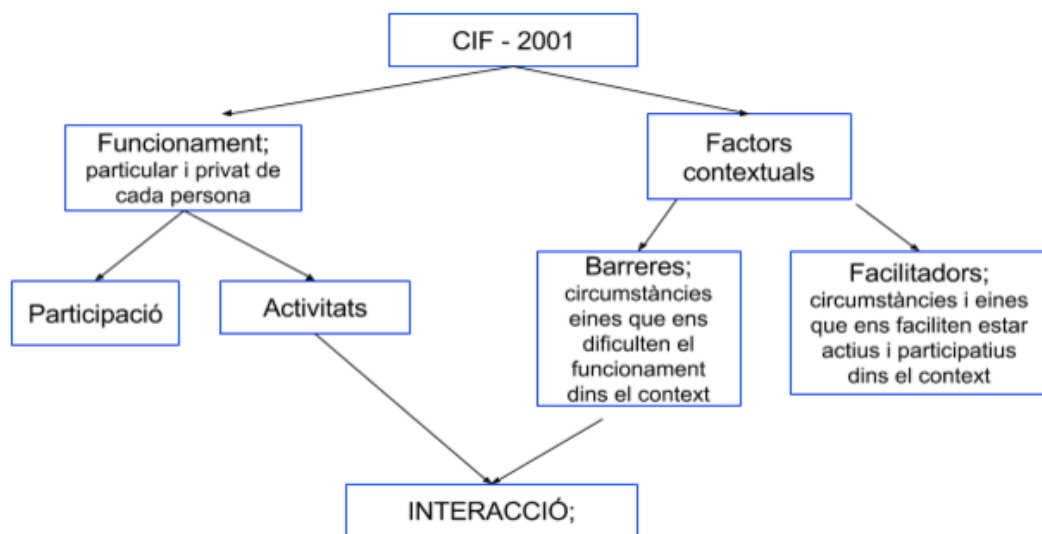 CIF - 2001
Funcionament;
particular i privat de
cada persona
Factors
contextuals
Participació
Activitats
Barreres;
circumstàncies
eines que ens
dificulten el
funcionament
dins el context
Facilitadors;
circumstàncies i eines
que ens faciliten estar
actius i participatius
dins el context
INTERACCIÓ;